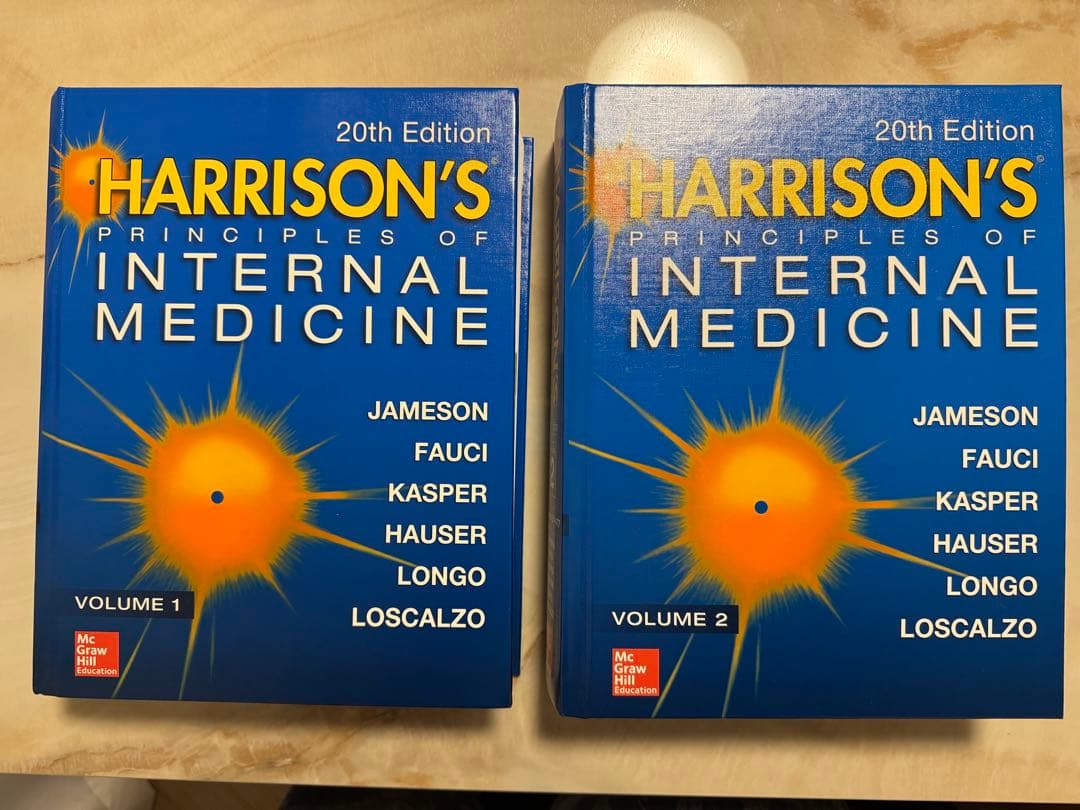 20th Edition
HARRISON'S
PRINCIPLES OF
INTERNAL
MEDICINE
JAMESON
FAUCI
KASPER
HAUSER
LONGO
LOSCALZO
VOLUME 1
Mc
Graw
Hill
Education
20th Edition
HARRISON'S
PRINCIPLES OF
INTERNAL
MEDICINE
JAMESON
FAUCI
KASPER
HAUSER
LONGO
LOSCALZO
VOLUME 2
Mc
Graw
Hill
Education